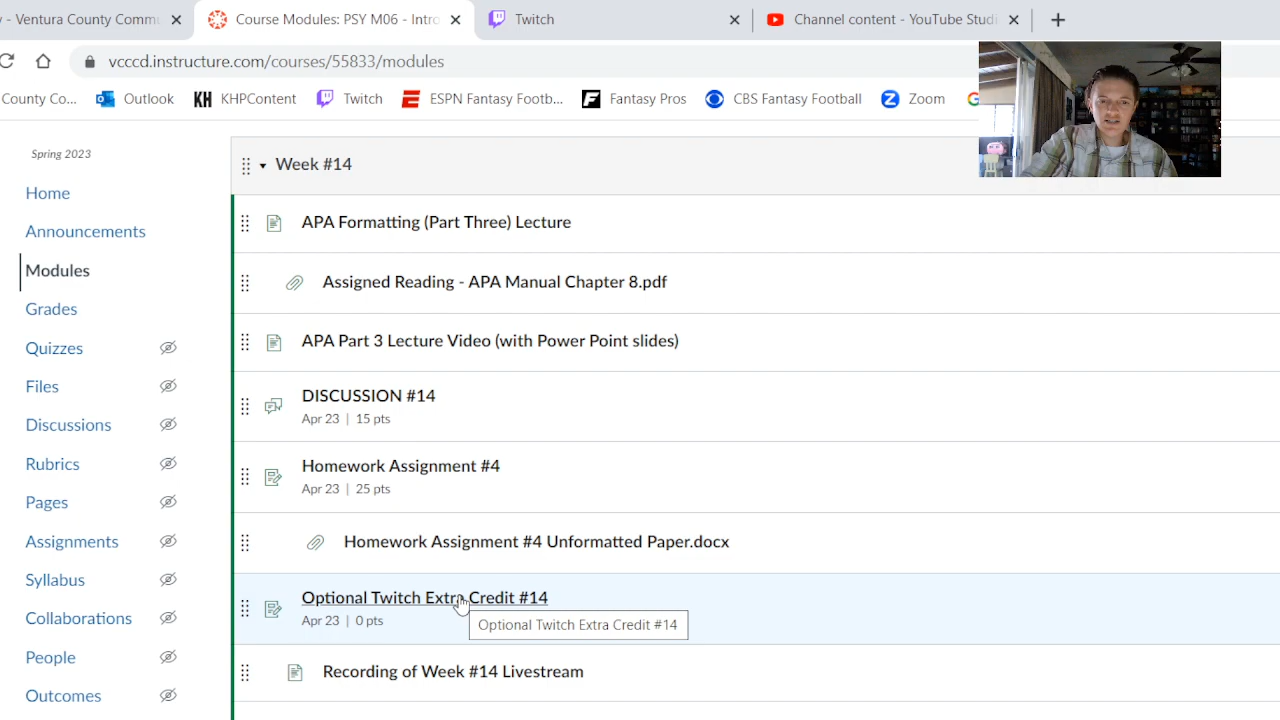 - Ventura County Commu
Course Modules: PSY M06 - Intro
Twitch
Channel content - YouTube Studi
vcccd.instructure.com/courses/55833/modules
County Co...
Outlook
KH KHPContent
Twitch
ESPN Fantasy Footb...
Fantasy Pros
CBS Fantasy Football
Zoom
Spring 2023
Home
Announcements
Modules
Grades
Quizzes
Files
Discussions
Rubrics
Pages
Assignments
Syllabus
Collaborations
People
Outcomes
Week #14
APA Formatting (Part Three) Lecture
Assigned Reading - APA Manual Chapter 8.pdf
APA Part 3 Lecture Video (with Power Point slides)
DISCUSSION #14
Apr 23 | 15 pts
Homework Assignment #4
Apr 23 | 25 pts
Homework Assignment #4 Unformatted Paper.docx
Optional Twitch Extra Credit #14
Apr 23 | 0 pts
Optional Twitch Extra Credit #14
Recording of Week #14 Livestream